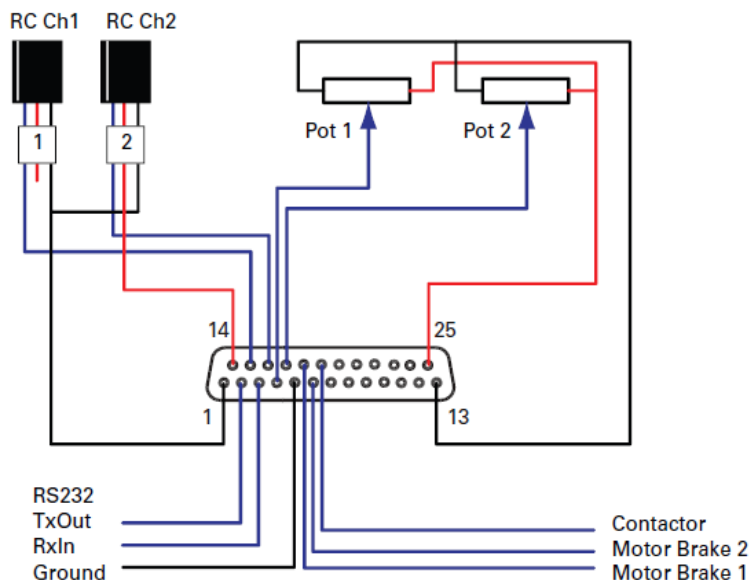 RC Ch1
RC Ch2
1
2
Pot 1
Pot 2
14
25
1
13
RS232
TxOut
RxIn
Ground
Contactor
Motor Brake 2
Motor Brake 1